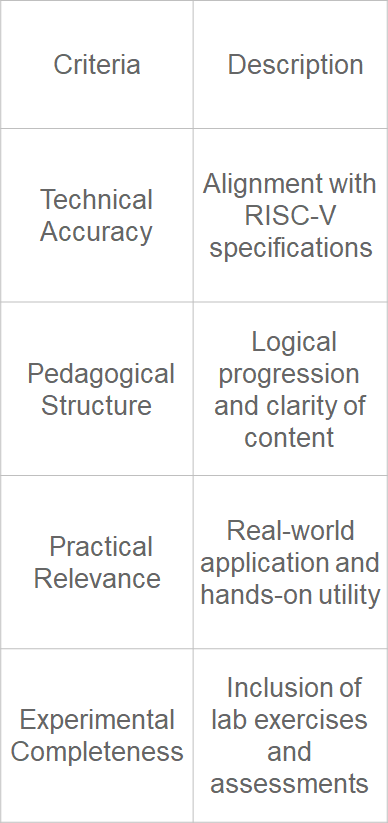 Criteria
Description
Technical
Accuracy
Alignment with
RISC-V
specifications
Pedagogical
Structure
Logical
progression
and clarity of
content
Practical
Relevance
Real-world
application and
hands-on utility
Experimental
Completeness
Inclusion of
lab exercises
and
assessments